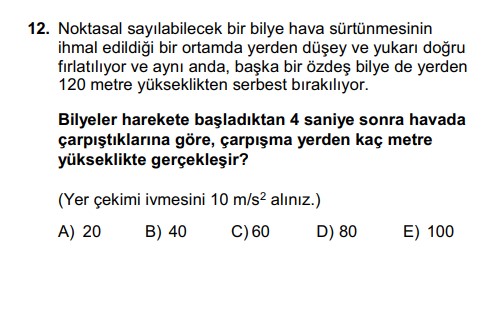 12. Noktasal sayılabilecek bir bilye hava sürtünmesinin
ihmal edildiği bir ortamda yerden düşey ve yukarı doğru
fırlatılıyor ve aynı anda, başka bir özdeş bilye de yerden
120 metre yükseklikten serbest bırakılıyor.
Bilyeler harekete başladıktan 4 saniye sonra havada
çarpıştıklarına göre, çarpışma yerden kaç metre
yükseklikte gerçekleşir?
(Yer çekimi ivmesini 10 m/s² alınız.)
A) 20 B) 40 C) 60 D) 80 E) 100